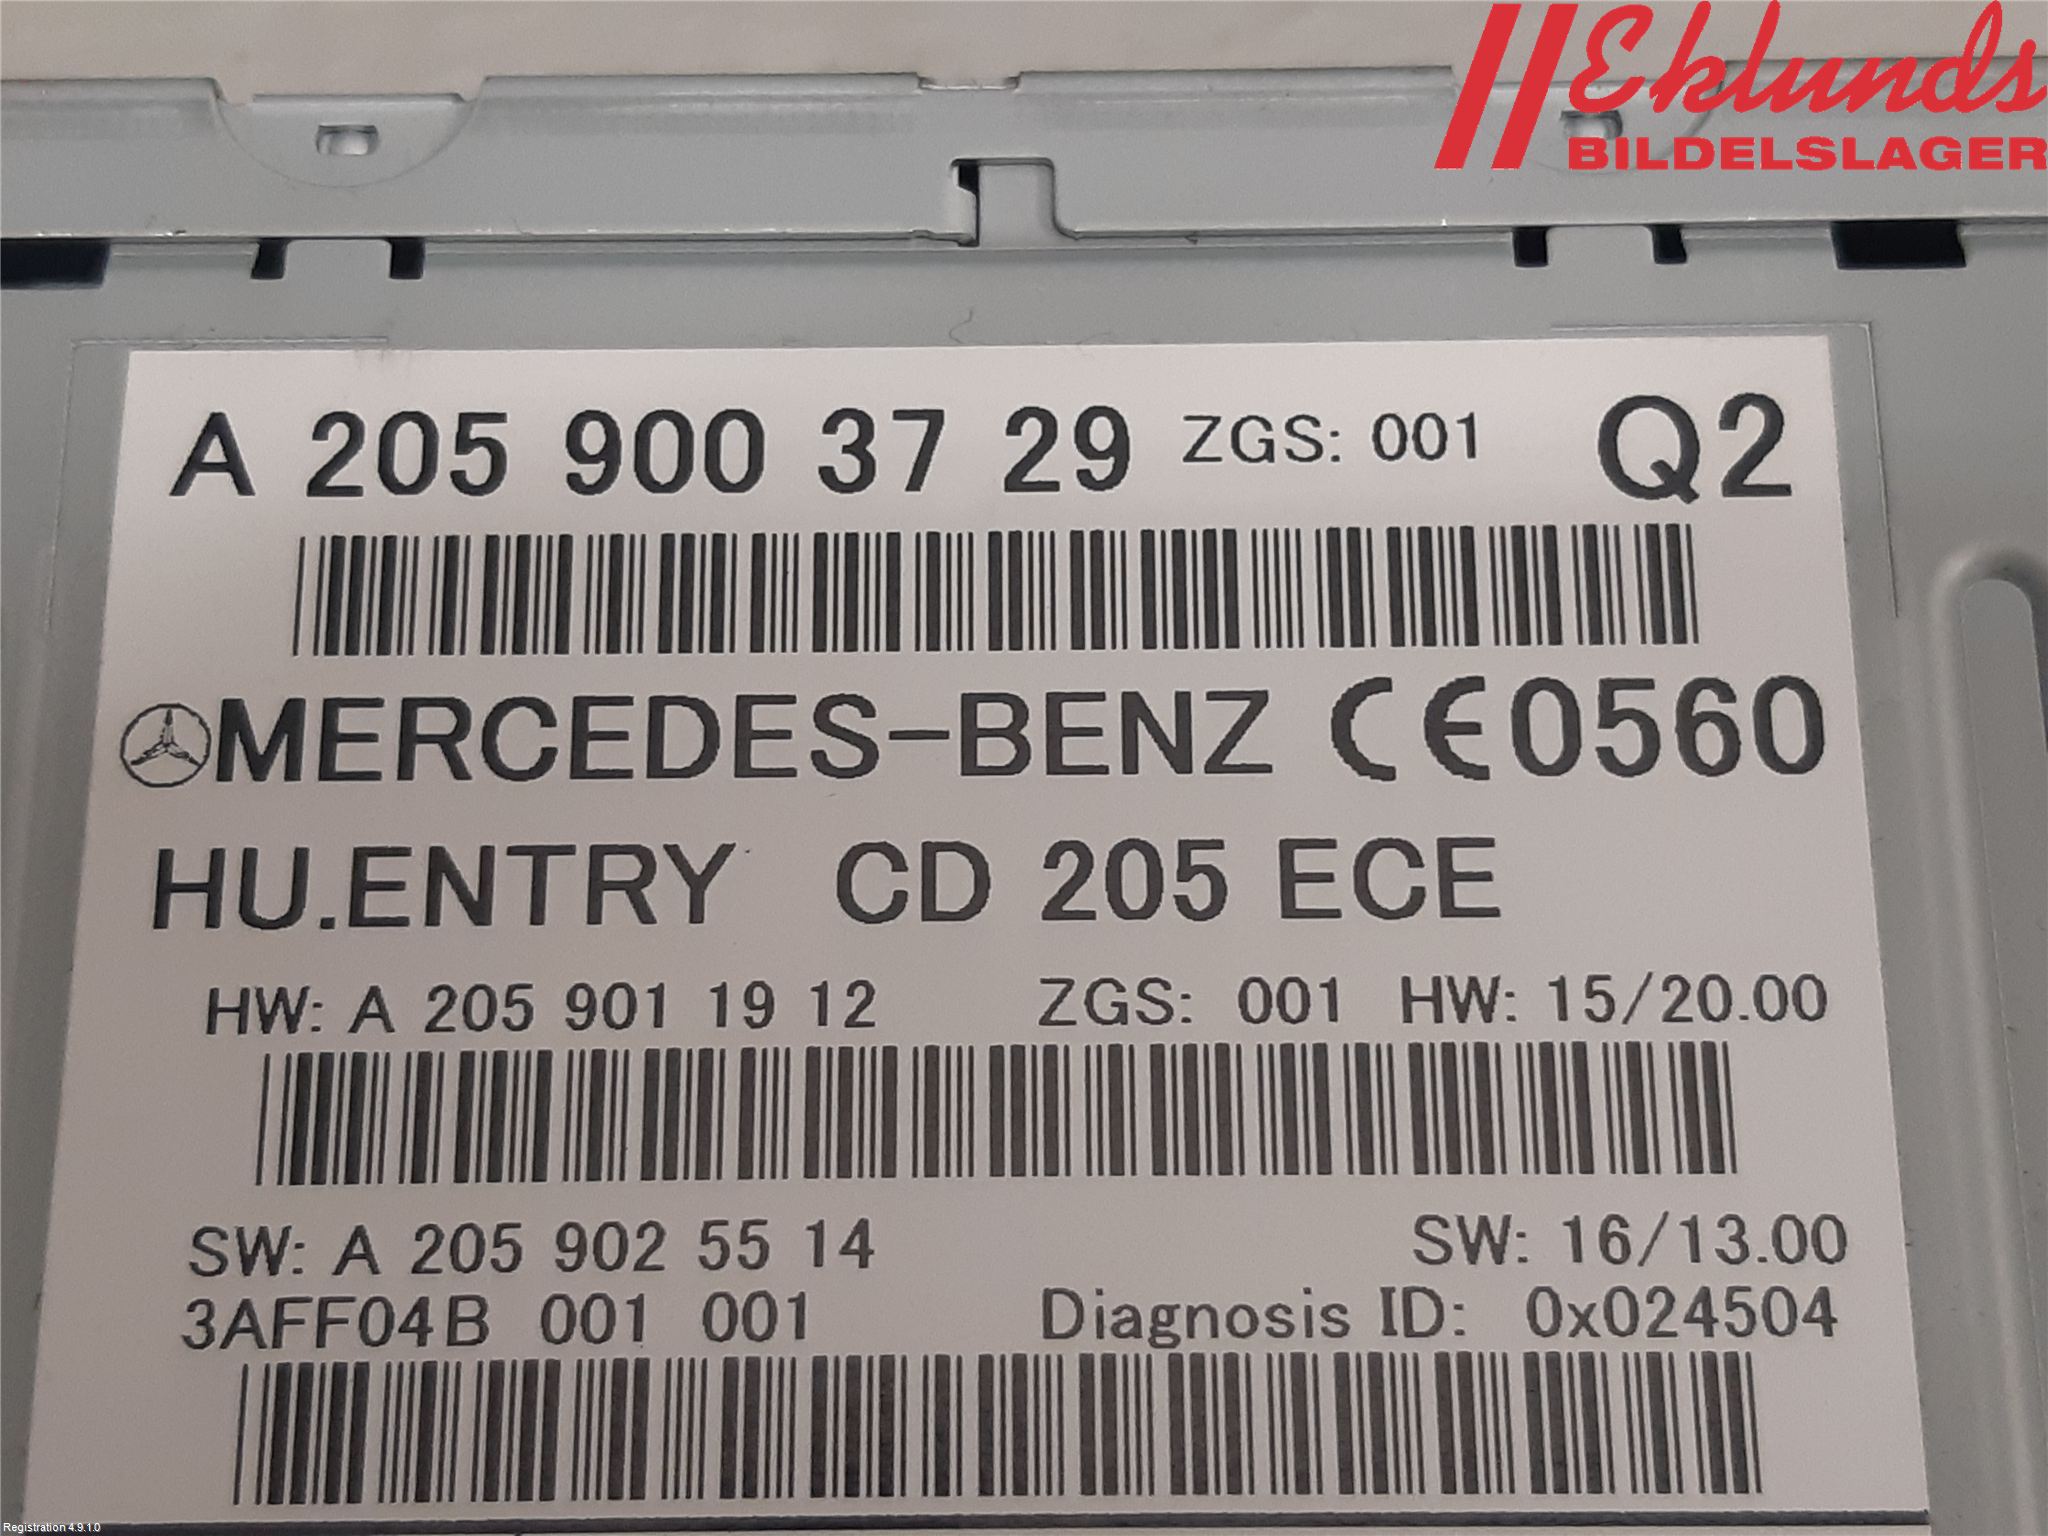 Eklunds
BILDELSLAGER
A 205 900 37 29 ZGS: 001 Q2
MERCEDES-BENZ CE0560
HU.ENTRY CD 205 ECE
HW: A 205 901 19 12 ZGS: 001 HW: 15/20.00
SW: A 205 902 55 14 SW: 16/13.00
3AFF04B 001 001 Diagnosis ID: 0x024504
Registration 4.9.1.0